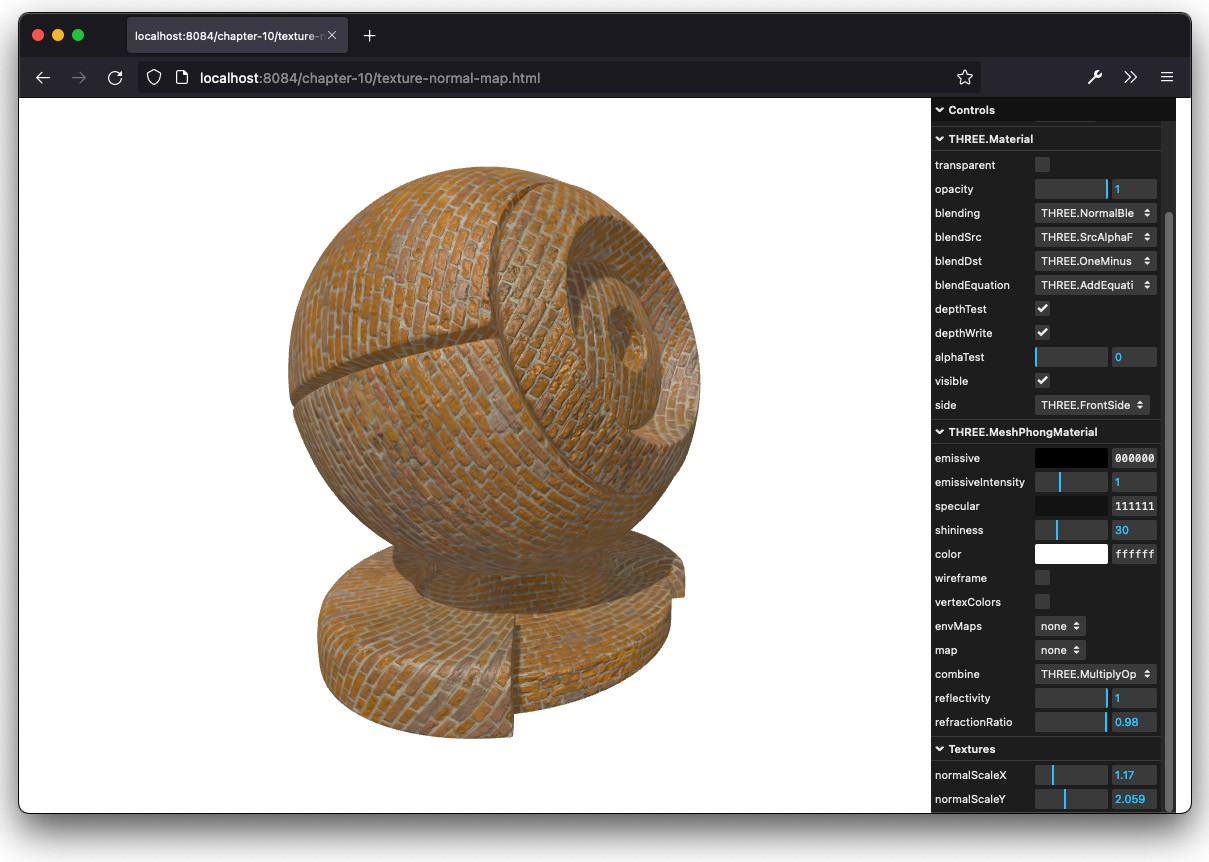 localhost:8084/chapter-10/texture-n
localhost:8084/chapter-10/texture-normal-map.html
Controls
THREE.Material
transparent
opacity 1
blending THREE.NormalBle
blendSrc THREE.SrcAlphaF
blendDst THREE.OneMinus
blendEquation THREE.AddEquati
depthTest
depthWrite
alphaTest 0
visible
side THREE.FrontSide
THREE.MeshPhongMaterial
emissive 000000
emissiveIntensity 1
specular 111111
shininess 30
color ffffff
wireframe
vertexColors
envMaps none
map none
combine THREE.MultiplyOp
reflectivity 1
refractionRatio 0.98
Textures
normalScaleX 1.17
normalScaleY 2.059